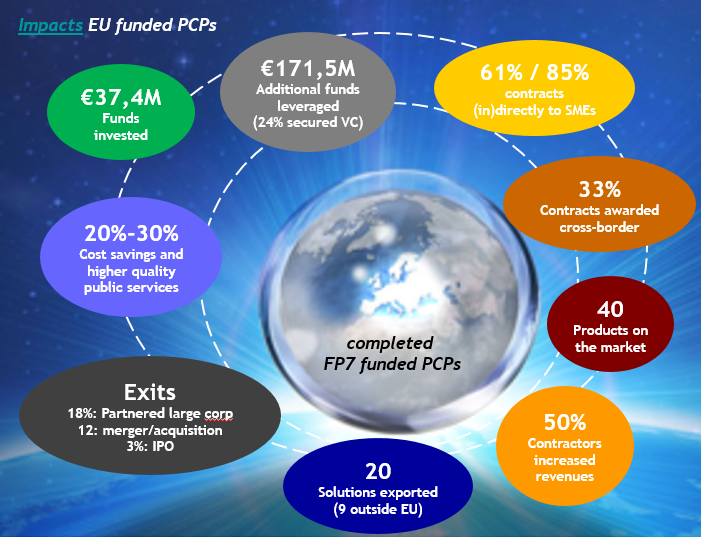 Impacts EU funded PCPs
€37,4M
Funds
invested
€171,5M
Additional funds
leveraged
(24% secured VC)
61% / 85%
contracts
(in)directly to SMEs
33%
Contracts awarded
cross-border
40
Products on
the market
50%
Contractors
increased
revenues
20
Solutions exported
(9 outside EU)
Exits
18%: Partnered large corp
12: merger/acquisition
3%: IPO
20%-30%
Cost savings and
higher quality
public services
completed
FP7 funded PCPs